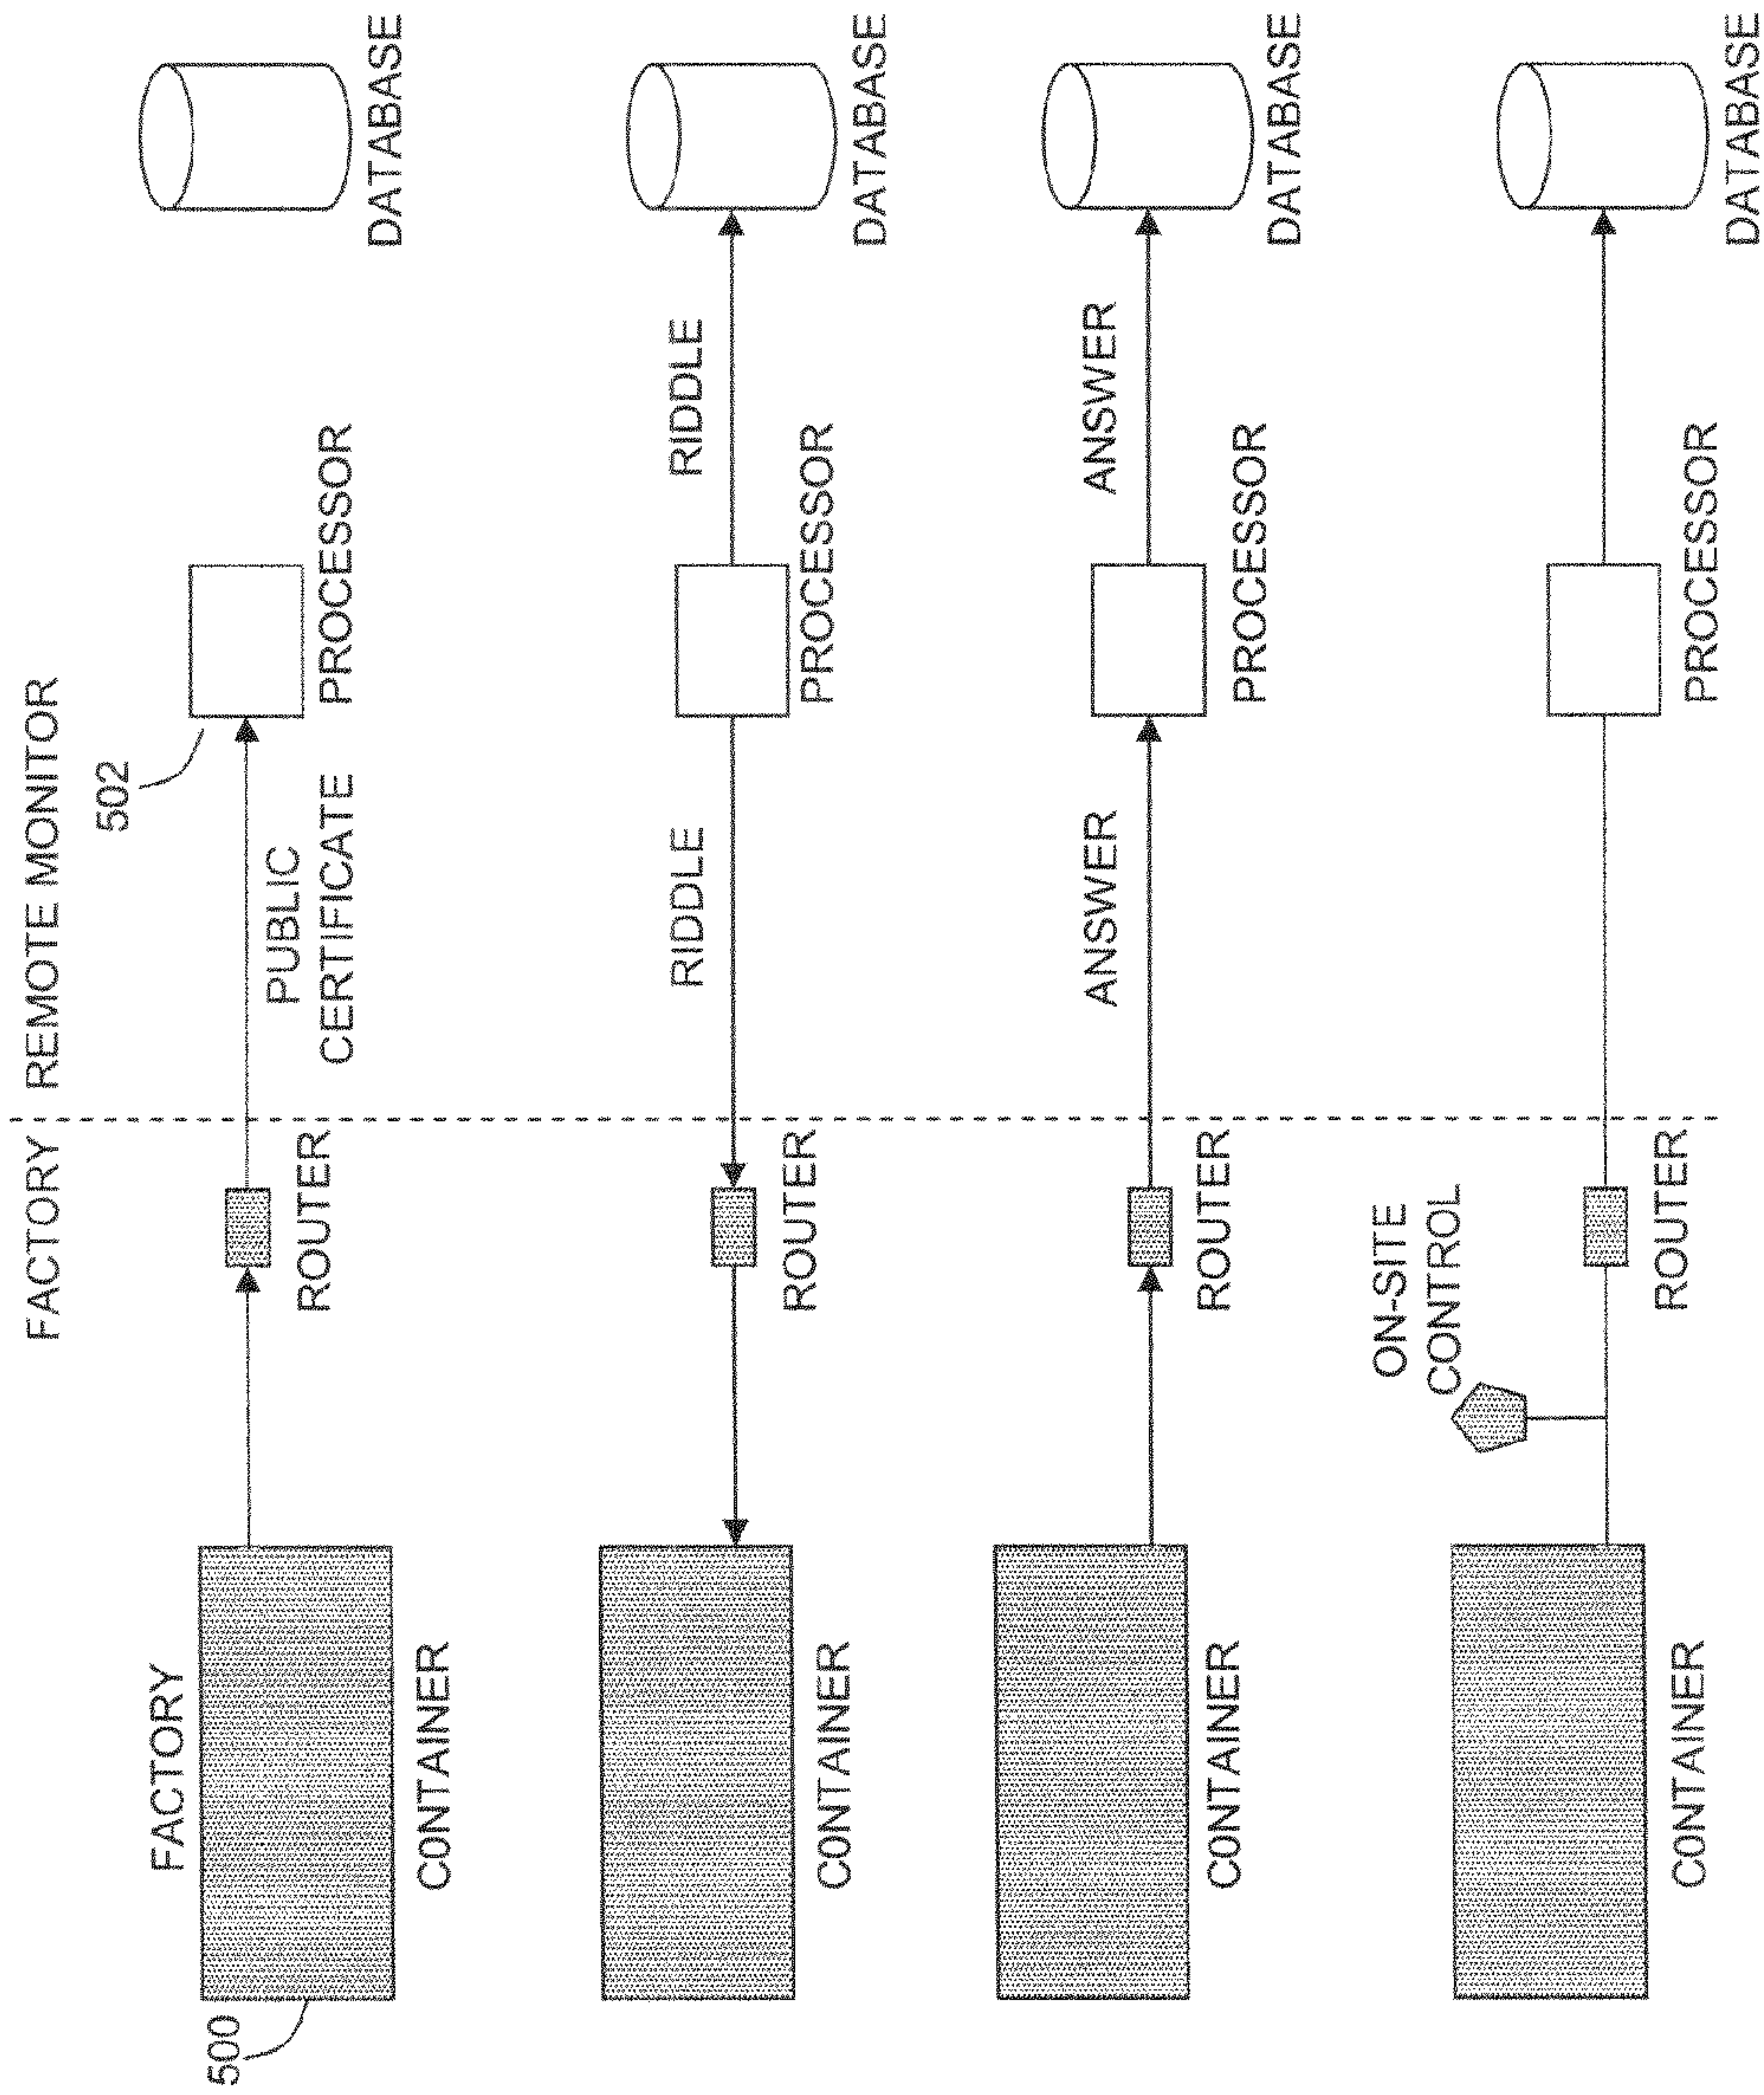 FACTORY
REMOTE MONITOR
FACTORY
500
502
CONTAINER
ROUTER
PUBLIC
CERTIFICATE
PROCESSOR
DATABASE
RIDDLE
RIDDLE
CONTAINER
ROUTER
PROCESSOR
DATABASE
ANSWER
ANSWER
CONTAINER
ROUTER
PROCESSOR
DATABASE
ON-SITE
CONTROL
CONTAINER
ROUTER
PROCESSOR
DATABASE